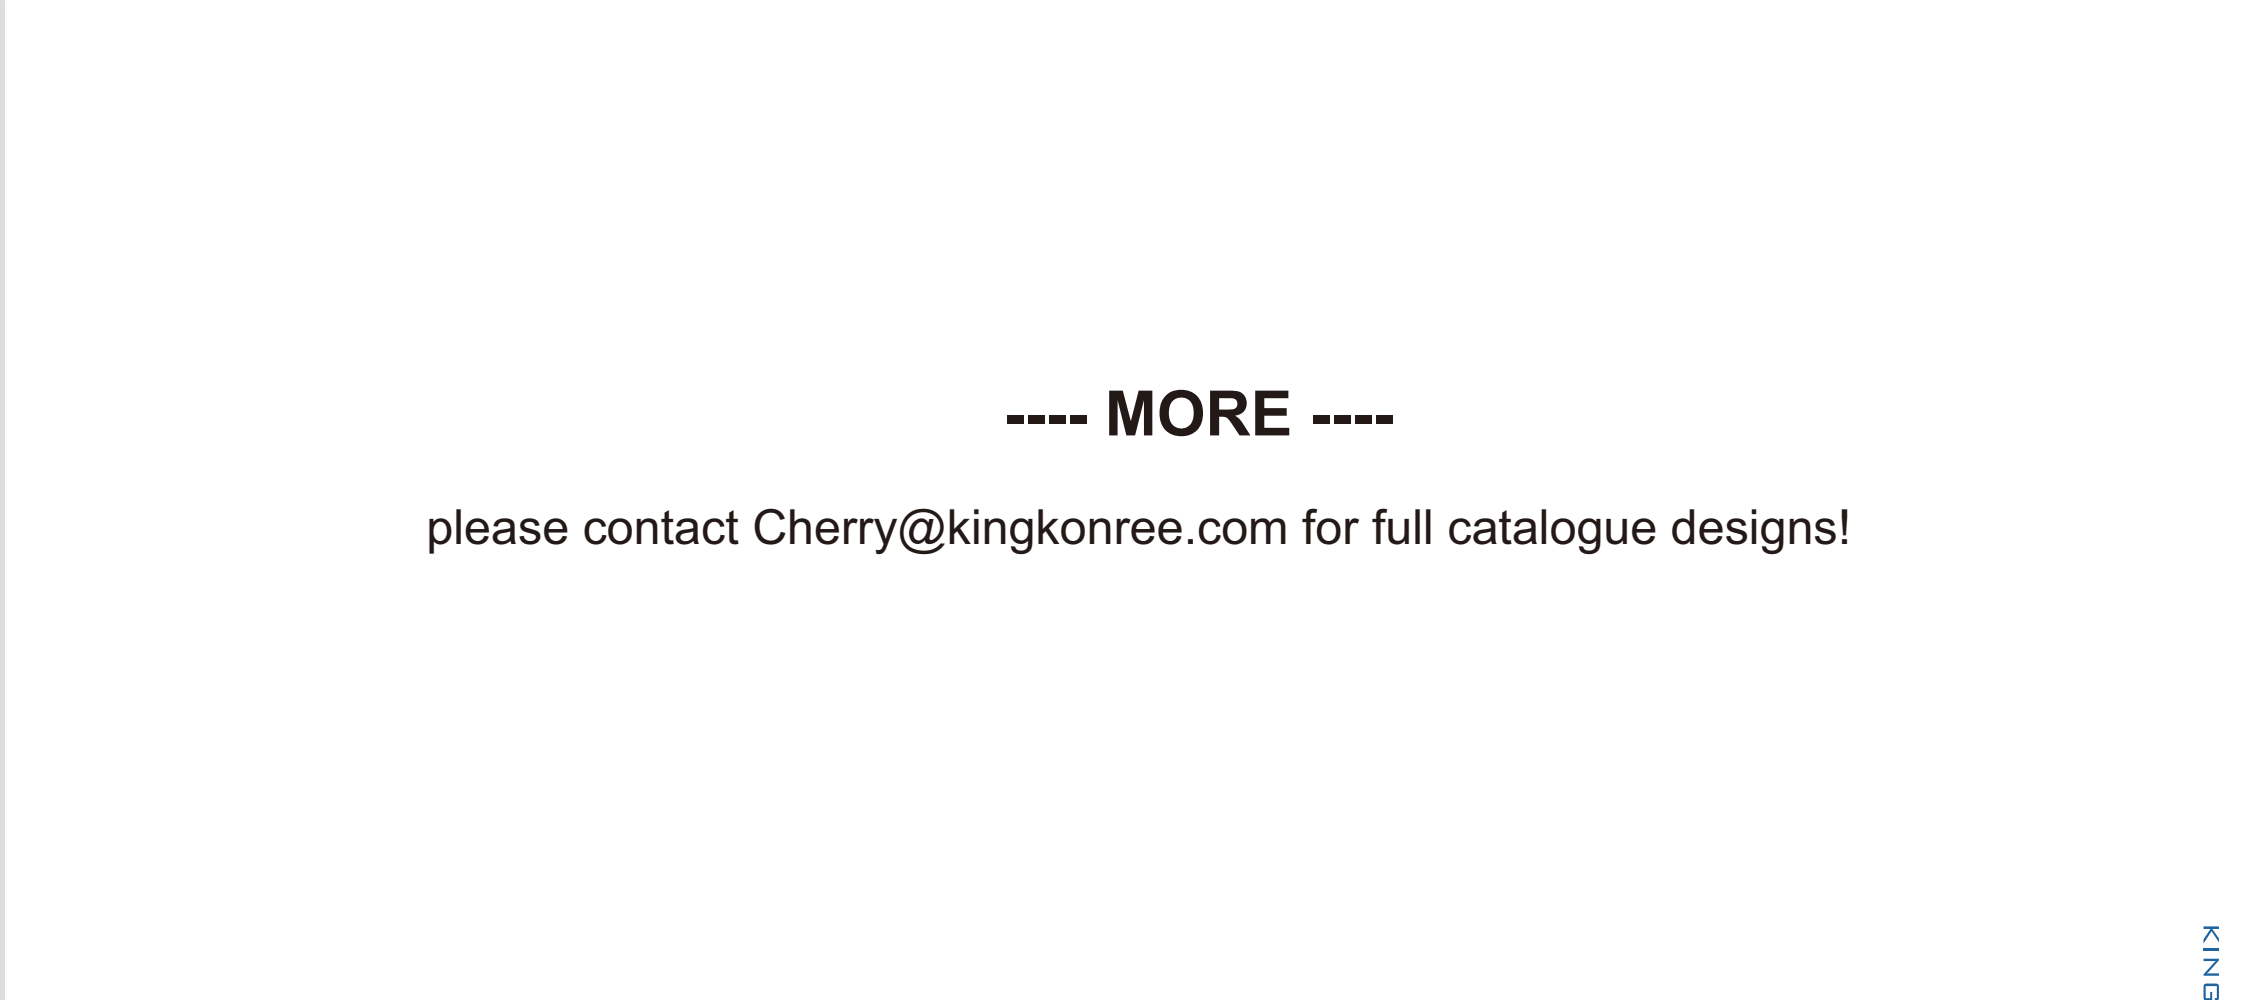 ---- MORE ----
please contact Cherry@kingkonree.com for full catalogue designs!
KING